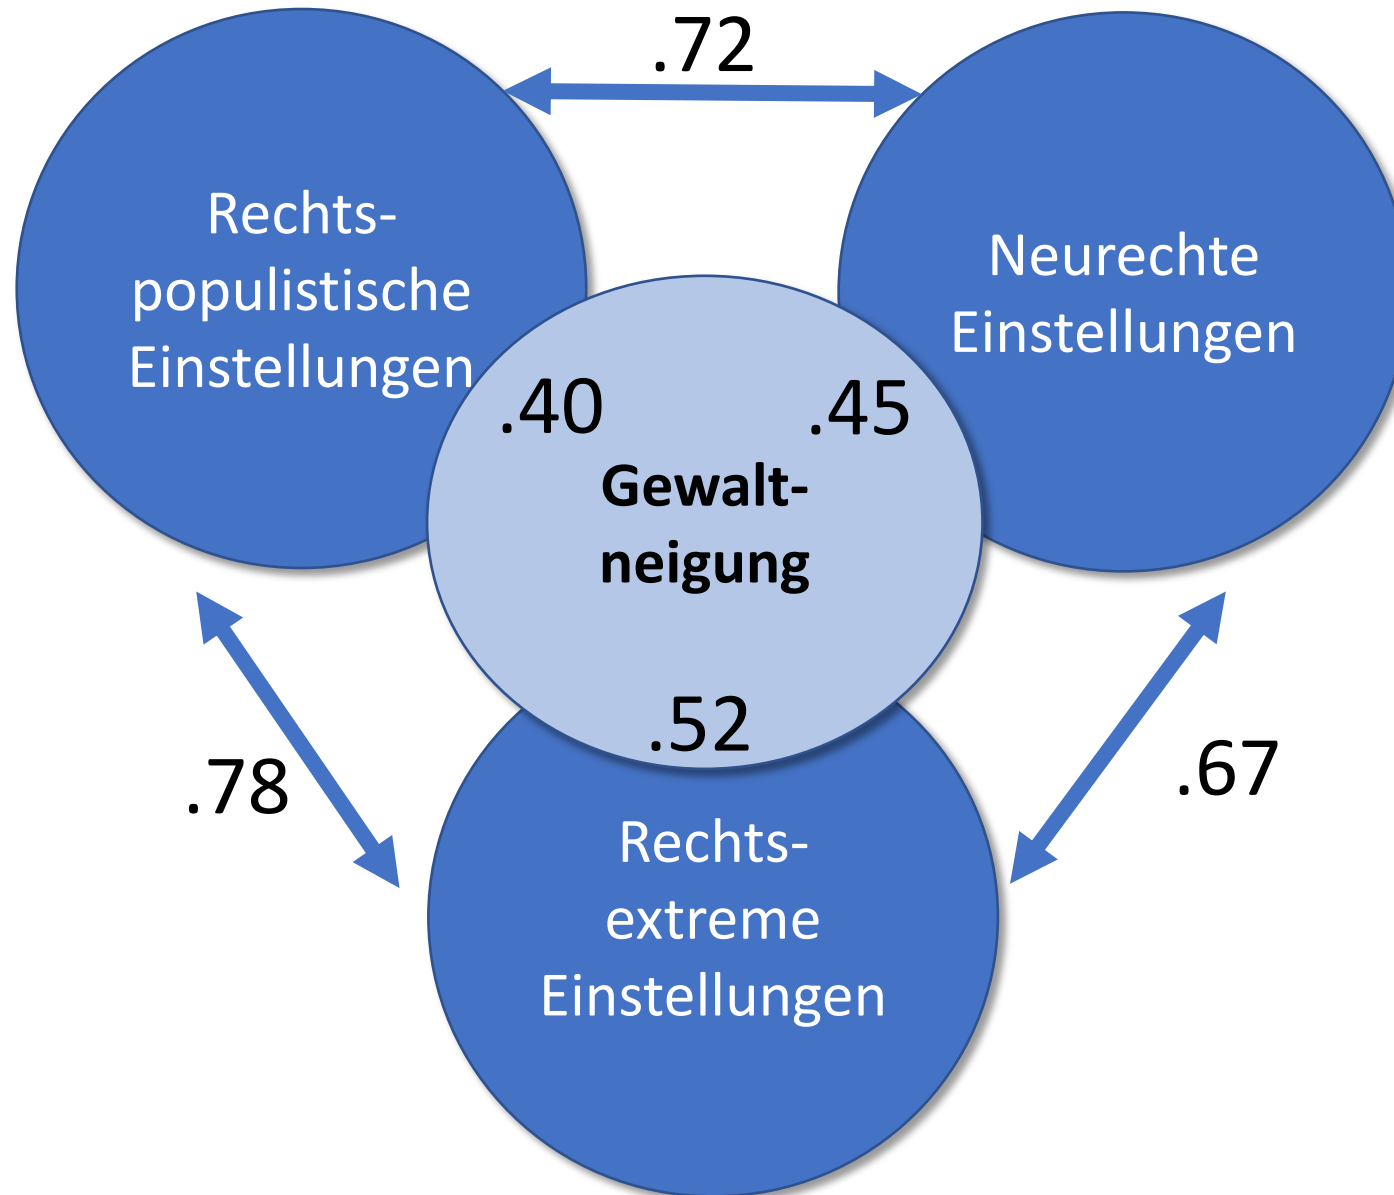 .72
Rechts-
populistische
Einstellungen
Neurechte
Einstellungen
.40
.45
Gewalt-
neigung
.52
.78
.67
Rechts-
extreme
Einstellungen